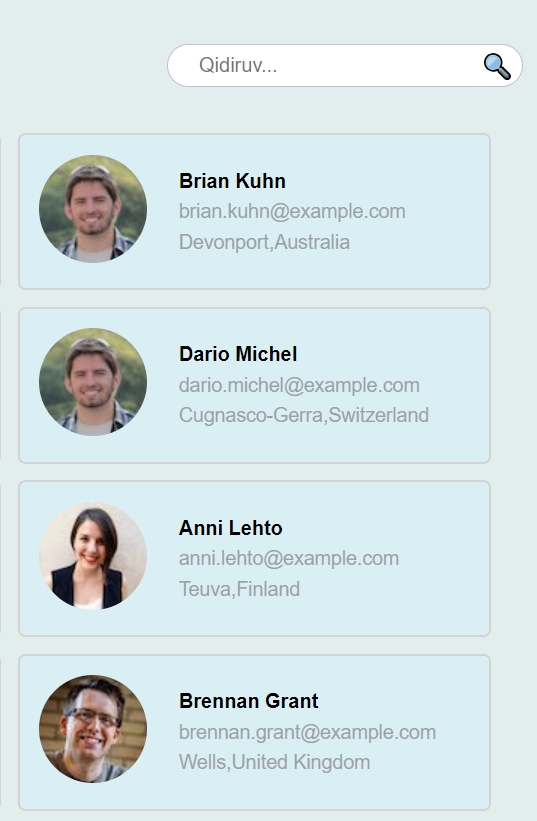 Qidiruv...
Brian Kuhn
brian.kuhn@example.com
Devonport,Australia
Dario Michel
dario.michel@example.com
Cugnasco-Gerra,Switzerland
Anni Lehto
anni.lehto@example.com
Teuva,Finland
Brennan Grant
brennan.grant@example.com
Wells,United Kingdom